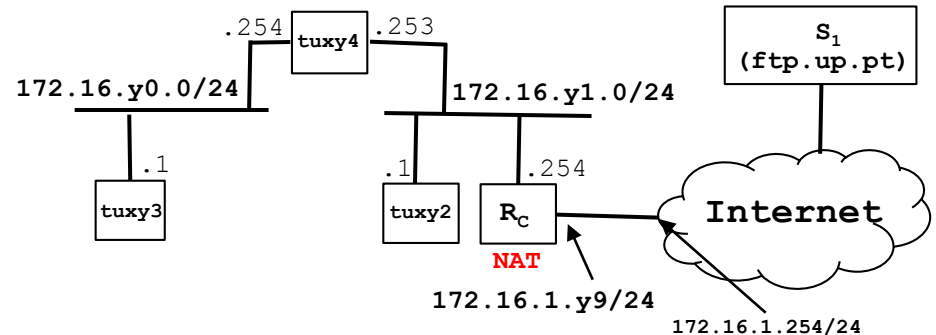 .254
tuxy4
.253
S1
(ftp.up.pt)
172.16.y0.0/24
172.16.y1.0/24
.1
.1
.254
tuxy3
tuxy2
RC
Internet
NAT
172.16.1.y9/24
172.16.1.254/24